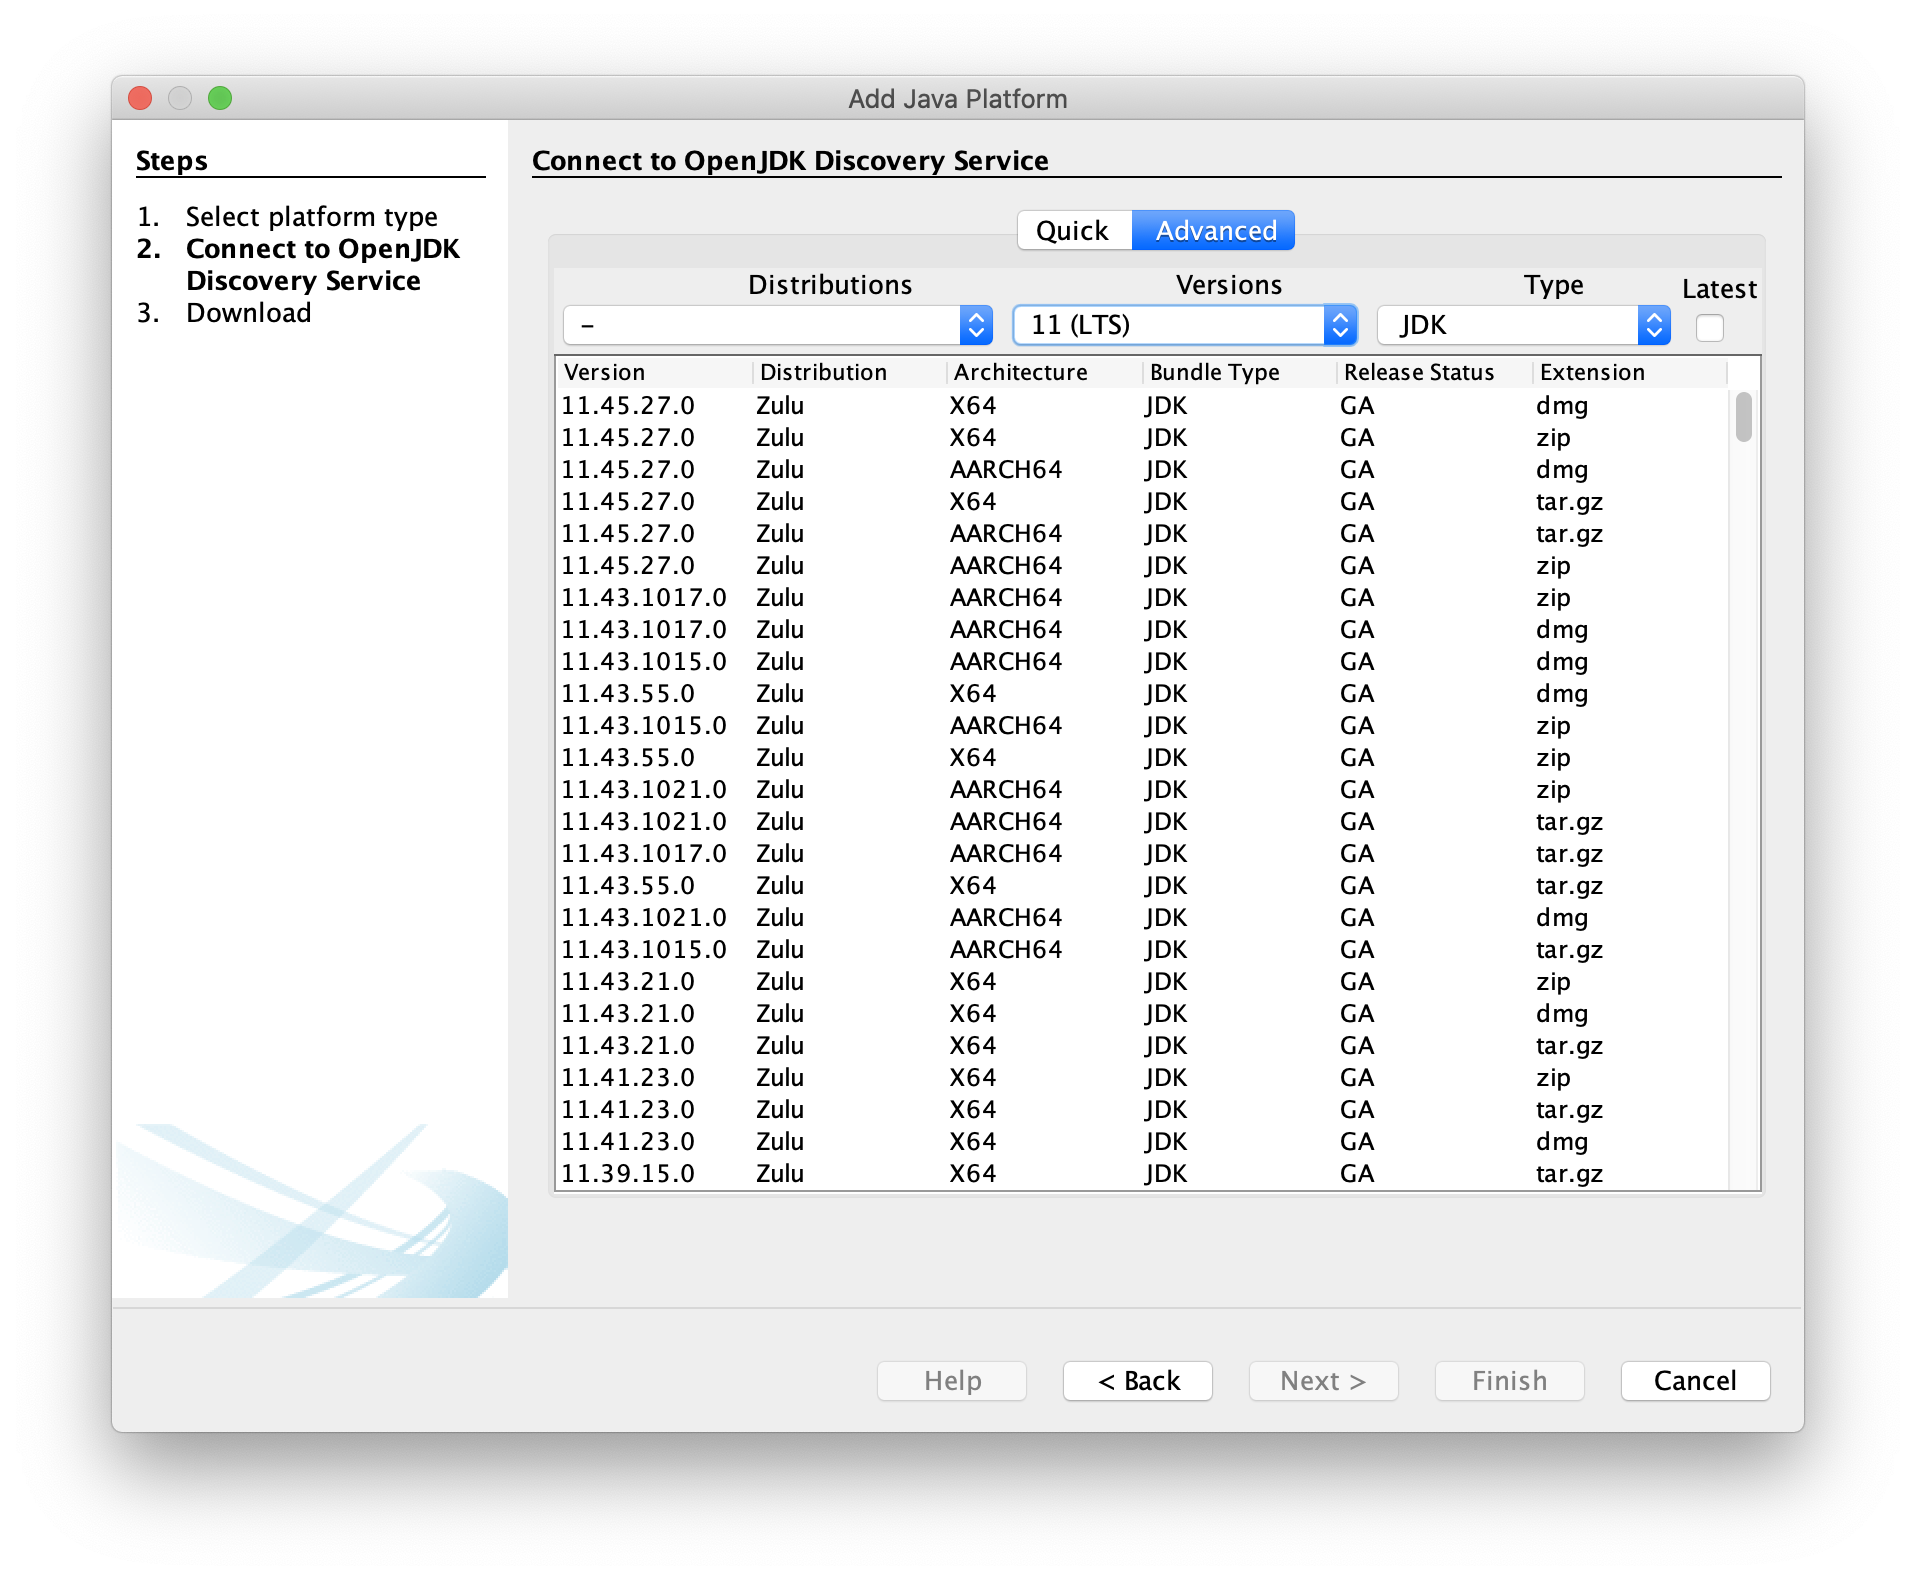 Add Java Platform
Steps
1. Select platform type
2. Connect to OpenJDK
Discovery Service
3. Download
Connect to OpenJDK Discovery Service
Quick Advanced
Distributions Versions Type Latest
– 11 (LTS) JDK
Version Distribution Architecture Bundle Type Release Status Extension
11.45.27.0 Zulu X64 JDK GA dmg
11.45.27.0 Zulu X64 JDK GA zip
11.45.27.0 Zulu AARCH64 JDK GA dmg
11.45.27.0 Zulu X64 JDK GA tar.gz
11.45.27.0 Zulu AARCH64 JDK GA tar.gz
11.45.27.0 Zulu AARCH64 JDK GA zip
11.43.1017.0 Zulu AARCH64 JDK GA zip
11.43.1017.0 Zulu AARCH64 JDK GA dmg
11.43.1015.0 Zulu AARCH64 JDK GA dmg
11.43.55.0 Zulu X64 JDK GA dmg
11.43.1015.0 Zulu AARCH64 JDK GA zip
11.43.55.0 Zulu X64 JDK GA zip
11.43.1021.0 Zulu AARCH64 JDK GA zip
11.43.1021.0 Zulu AARCH64 JDK GA tar.gz
11.43.1017.0 Zulu AARCH64 JDK GA tar.gz
11.43.55.0 Zulu X64 JDK GA tar.gz
11.43.1021.0 Zulu AARCH64 JDK GA dmg
11.43.1015.0 Zulu AARCH64 JDK GA tar.gz
11.43.21.0 Zulu X64 JDK GA zip
11.43.21.0 Zulu X64 JDK GA dmg
11.43.21.0 Zulu X64 JDK GA tar.gz
11.41.23.0 Zulu X64 JDK GA zip
11.41.23.0 Zulu X64 JDK GA tar.gz
11.41.23.0 Zulu X64 JDK GA dmg
11.39.15.0 Zulu X64 JDK GA tar.gz
Help < Back Next > Finish Cancel